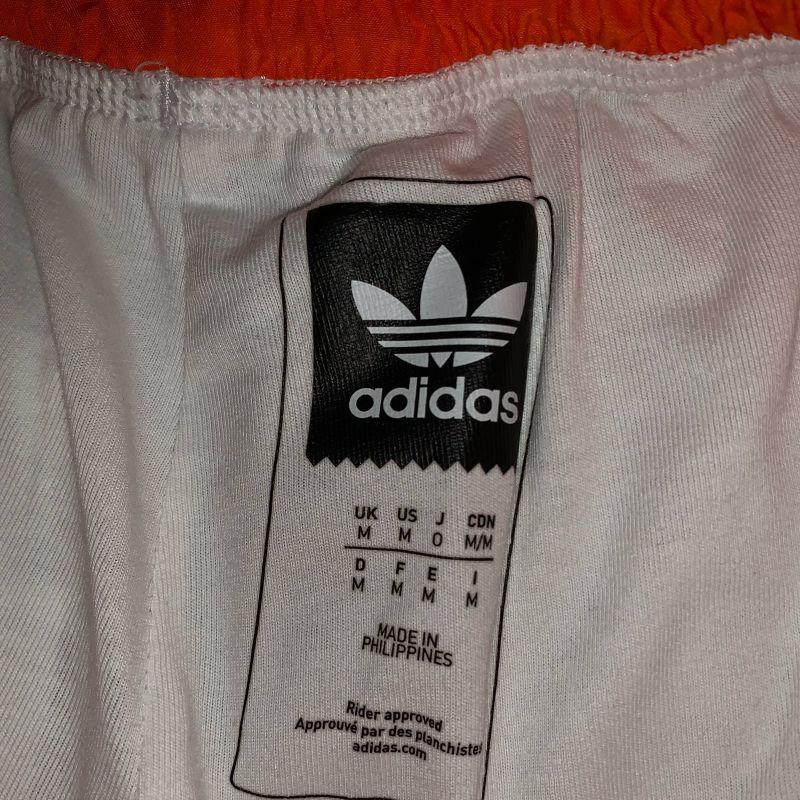 adidas
UK US J CDN
M M O M/M
D F E I
M M M M
MADE IN
PHILIPPINES
Rider approved
Approuvé par des planchistes
adidas.com